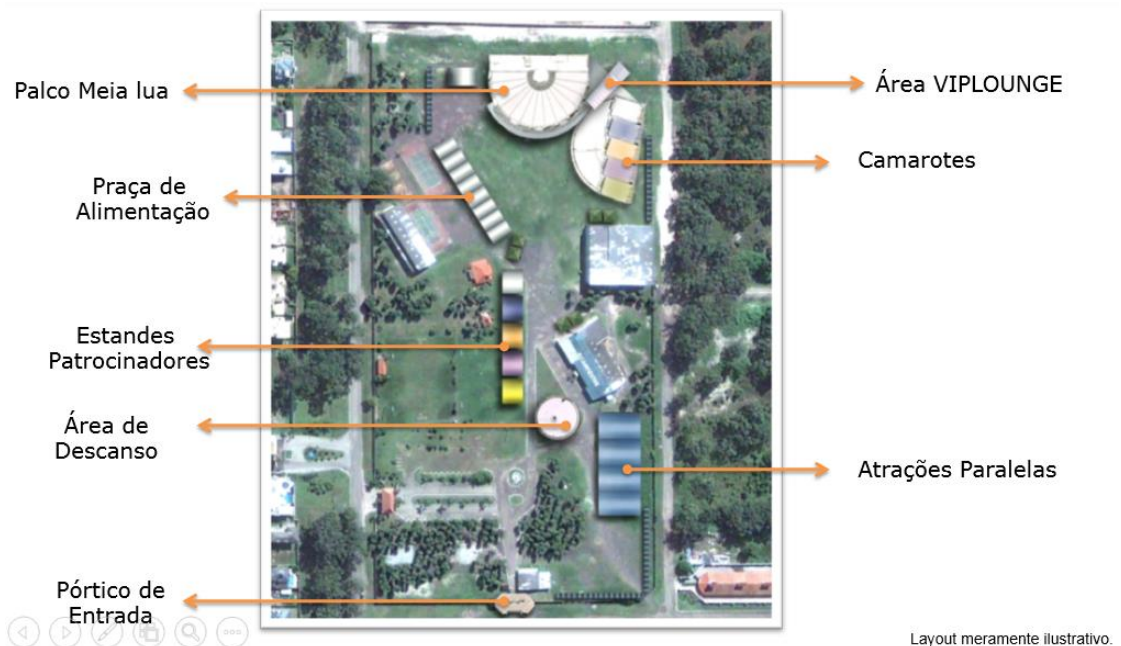 Palco Meia lua
Área VIPLOUNGE
Camarotes
Praça de
Alimentação
Estandes
Patrocinadores
Área de
Descanso
Atrações Paralelas
Pórtico de
Entrada
Layout meramente ilustrativo.